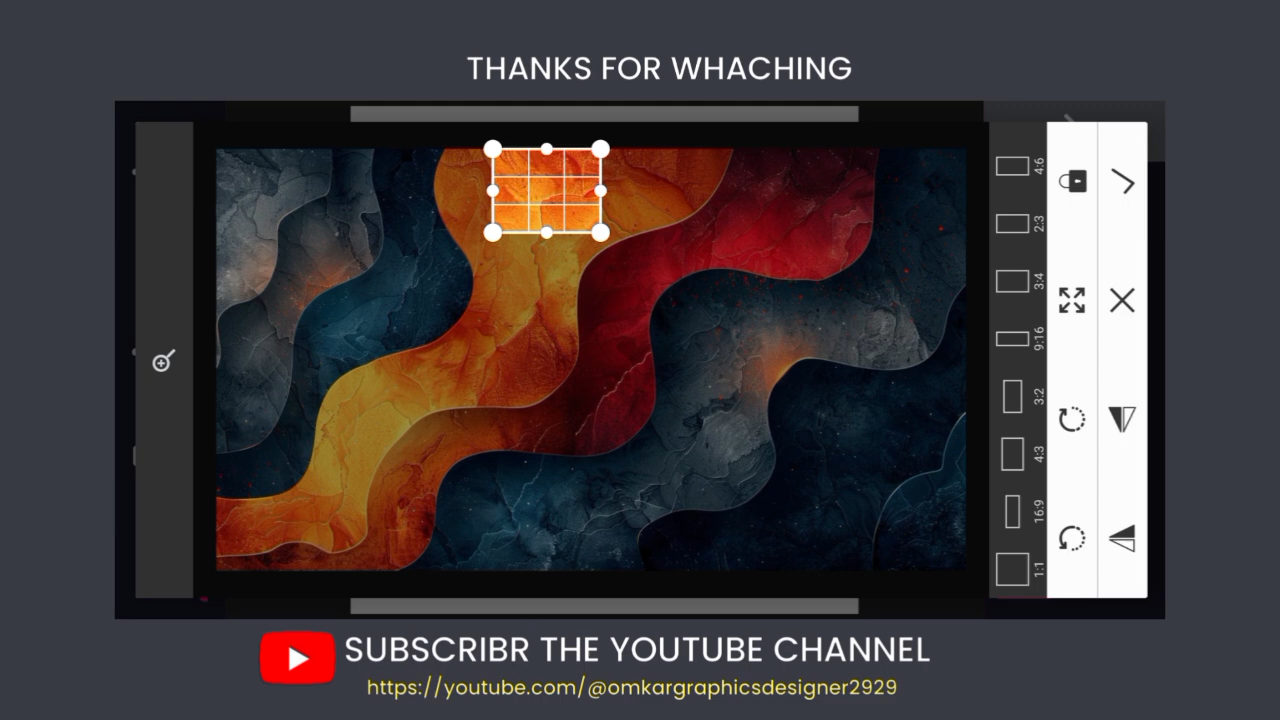 THANKS FOR WHACHING
4:6
2:3
3:4
9:16
3:2
4:3
16:9
1:1
SUBSCRIBR THE YOUTUBE CHANNEL
https://youtube.com/@omkargraphicsdesigner2929